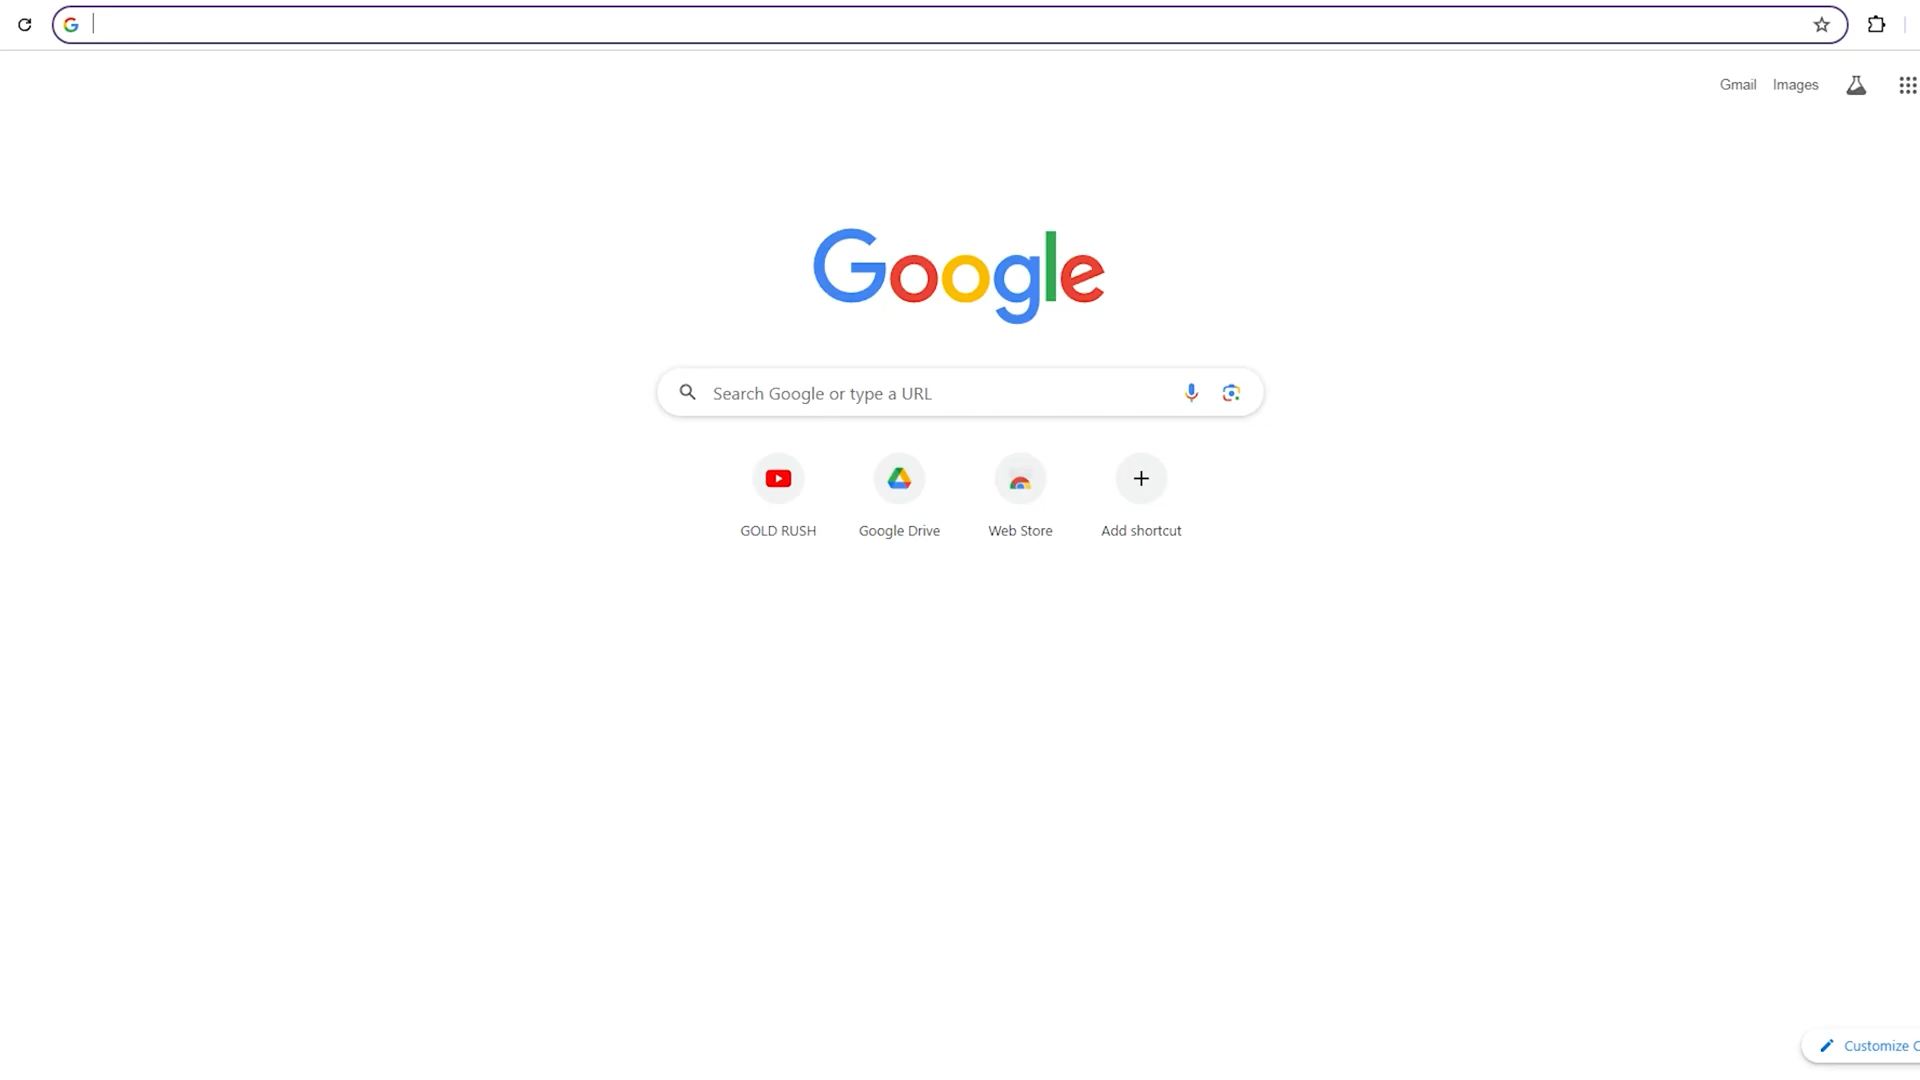 Gmail Images
Google
Search Google or type a URL
GOLD RUSH Google Drive Web Store Add shortcut
Customize C